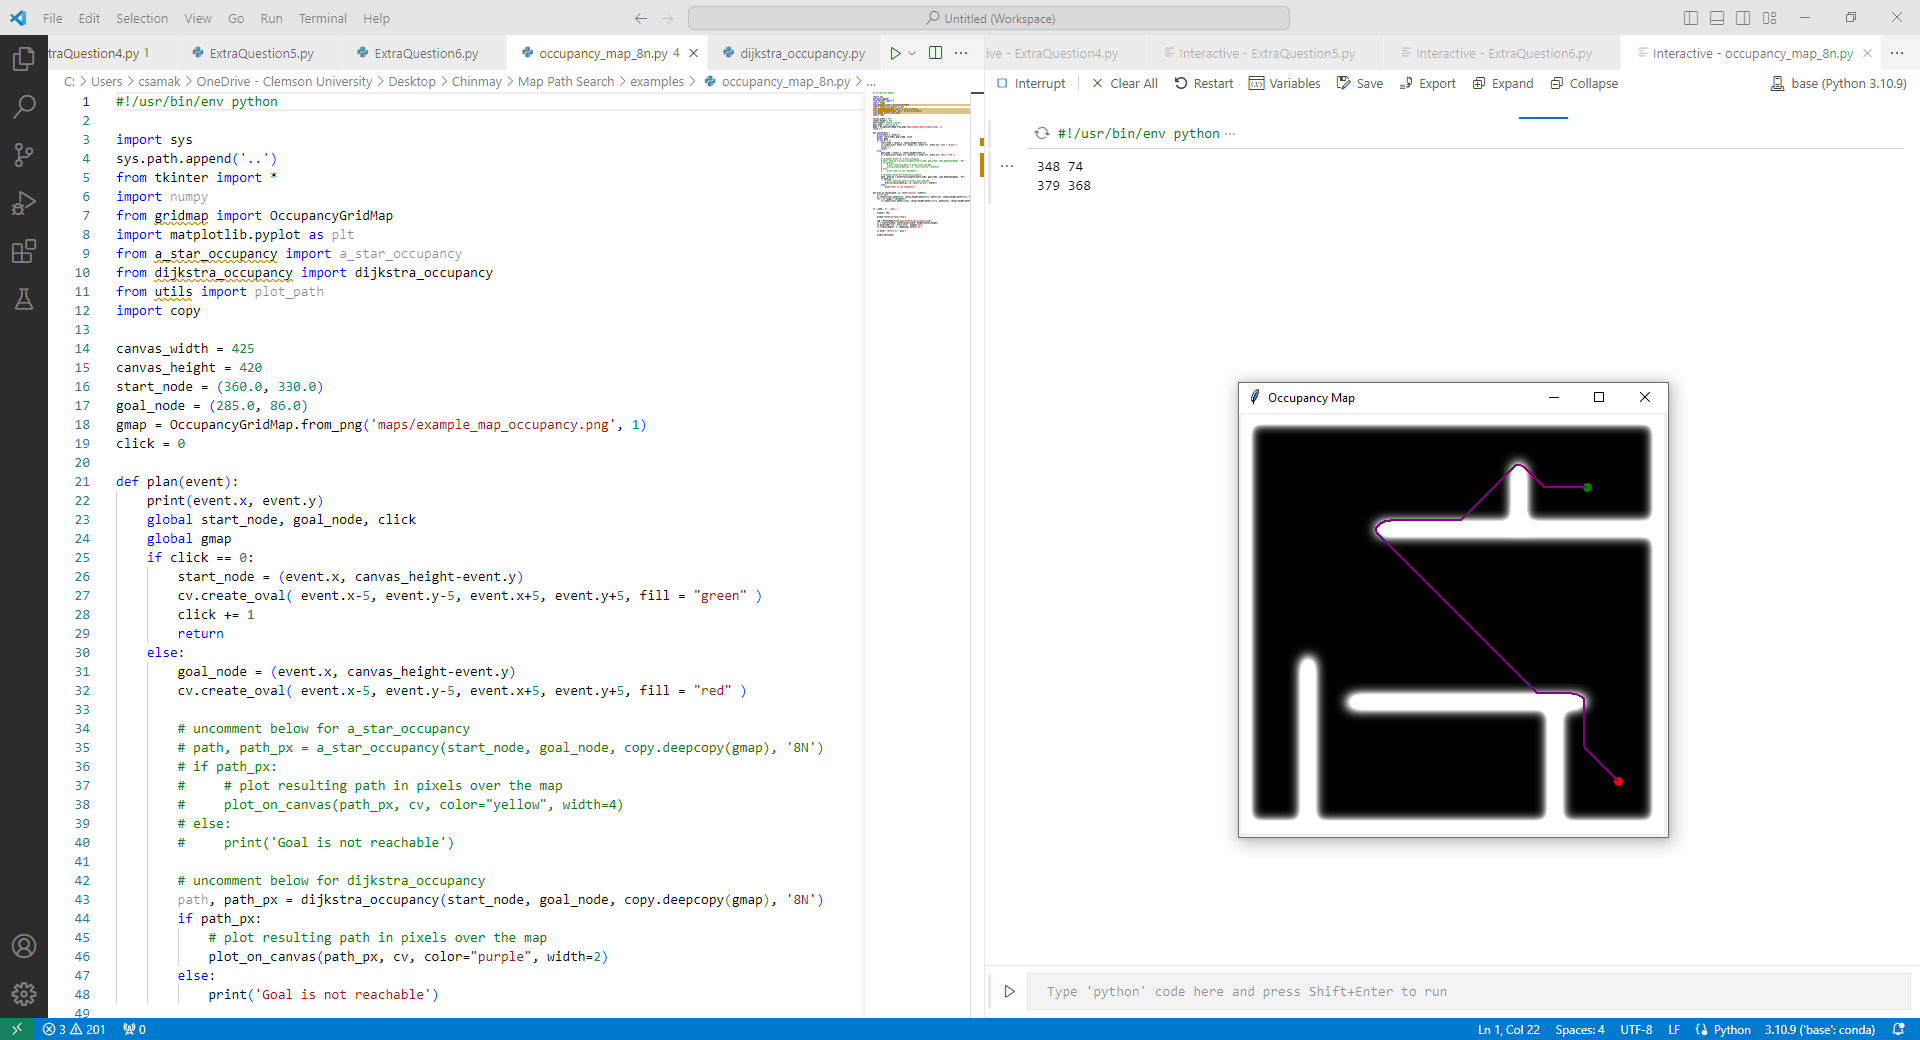 File Edit Selection View Go Run Terminal Help
Untitled (Workspace)
traQuestion4.py 1 ExtraQuestion5.py ExtraQuestion6.py occupancy_map_8n.py 4 dijkstra_occupancy.py
ive - ExtraQuestion4.py Interactive - ExtraQuestion5.py Interactive - ExtraQuestion6.py Interactive - occupancy_map_8n.py
C: > Users > csamak > OneDrive - Clemson University > Desktop > Chinmay > Map Path Search > examples > occupancy_map_8n.py > ...
Interrupt Clear All Restart Variables Save Export Expand Collapse base (Python 3.10.9)
1 #!/usr/bin/env python
2
3 import sys
4 sys.path.append('..')
5 from tkinter import *
6 import numpy
7 from gridmap import OccupancyGridMap
8 import matplotlib.pyplot as plt
9 from a_star_occupancy import a_star_occupancy
10 from dijkstra_occupancy import dijkstra_occupancy
11 from utils import plot_path
12 import copy
13
14 canvas_width = 425
15 canvas_height = 420
16 start_node = (360.0, 330.0)
17 goal_node = (285.0, 86.0)
18 gmap = OccupancyGridMap.from_png('maps/example_map_occupancy.png', 1)
19 click = 0
20
21 def plan(event):
22 print(event.x, event.y)
23 global start_node, goal_node, click
24 global gmap
25 if click == 0:
26 start_node = (event.x, canvas_height-event.y)
27 cv.create_oval( event.x-5, event.y-5, event.x+5, event.y+5, fill = "green" )
28 click += 1
29 return
30 else:
31 goal_node = (event.x, canvas_height-event.y)
32 cv.create_oval( event.x-5, event.y-5, event.x+5, event.y+5, fill = "red" )
33
34 # uncomment below for a_star_occupancy
35 # path, path_px = a_star_occupancy(start_node, goal_node, copy.deepcopy(gmap), '8N')
36 # if path_px:
37 # # plot resulting path in pixels over the map
38 # plot_on_canvas(path_px, cv, color="yellow", width=4)
39 # else:
40 # print('Goal is not reachable')
41
42 # uncomment below for dijkstra_occupancy
43 path, path_px = dijkstra_occupancy(start_node, goal_node, copy.deepcopy(gmap), '8N')
44 if path_px:
45 # plot resulting path in pixels over the map
46 plot_on_canvas(path_px, cv, color="purple", width=2)
47 else:
48 print('Goal is not reachable')
49
#!/usr/bin/env python ...
348 74
379 368
Occupancy Map
Type 'python' code here and press Shift+Enter to run
3 201 0
Ln 1, Col 22 Spaces: 4 UTF-8 LF Python 3.10.9 ('base': conda)